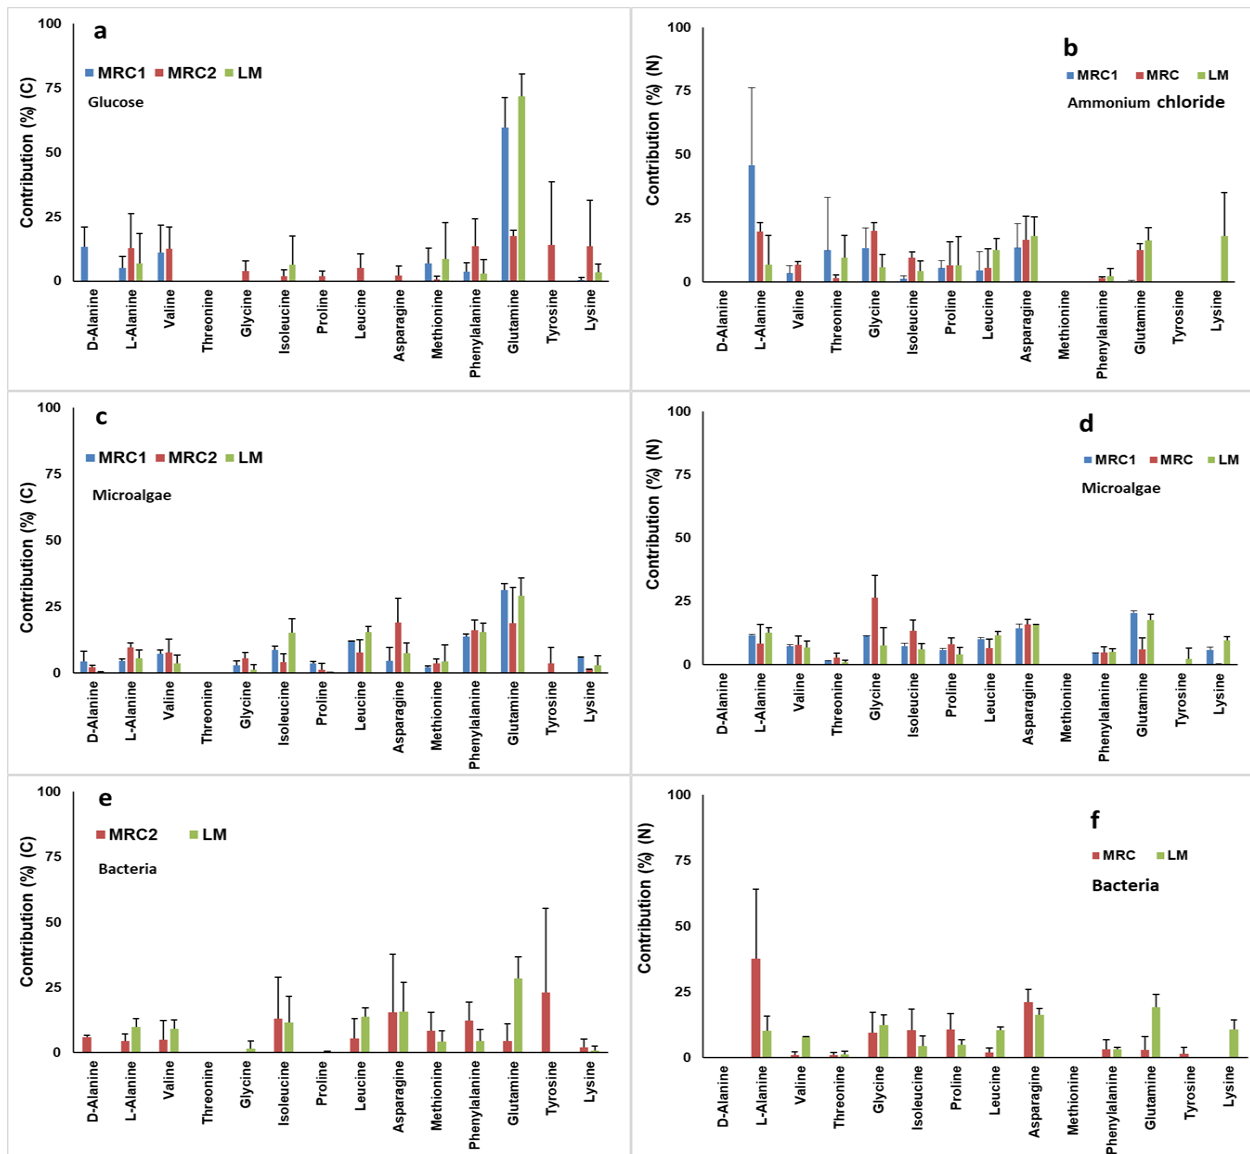 a
MRC1 MRC2 LM
Glucose
Contribution (%) (C)
100
75
50
25
0
D-Alanine
L-Alanine
Valine
Threonine
Glycine
Isoleucine
Proline
Leucine
Asparagine
Methionine
Phenylalanine
Glutamine
Tyrosine
Lysine
b
MRC1 MRC LM
Ammonium chloride
Contribution (%) (N)
100
75
50
25
0
D-Alanine
L-Alanine
Valine
Threonine
Glycine
Isoleucine
Proline
Leucine
Asparagine
Methionine
Phenylalanine
Glutamine
Tyrosine
Lysine
c
MRC1 MRC2 LM
Microalgae
Contribution (%) (C)
100
75
50
25
0
D-Alanine
L-Alanine
Valine
Threonine
Glycine
Isoleucine
Proline
Leucine
Asparagine
Methionine
Phenylalanine
Glutamine
Tyrosine
Lysine
d
MRC1 MRC LM
Microalgae
Contribution (%) (N)
100
75
50
25
0
D-Alanine
L-Alanine
Valine
Threonine
Glycine
Isoleucine
Proline
Leucine
Asparagine
Methionine
Phenylalanine
Glutamine
Tyrosine
Lysine
e
MRC2 LM
Bacteria
Contribution (%) (C)
100
75
50
25
0
D-Alanine
L-Alanine
Valine
Threonine
Glycine
Isoleucine
Proline
Leucine
Asparagine
Methionine
Phenylalanine
Glutamine
Tyrosine
Lysine
f
MRC LM
Bacteria
Contribution (%) (N)
100
75
50
25
0
D-Alanine
L-Alanine
Valine
Threonine
Glycine
Isoleucine
Proline
Leucine
Asparagine
Methionine
Phenylalanine
Glutamine
Tyrosine
Lysine